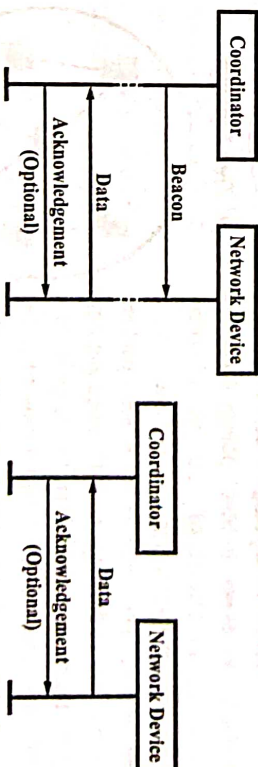 Coordinator
Network Device
Beacon
Data
Acknowledgement
(Optional)
Coordinator
Network Device
Data
Acknowledgement
(Optional)